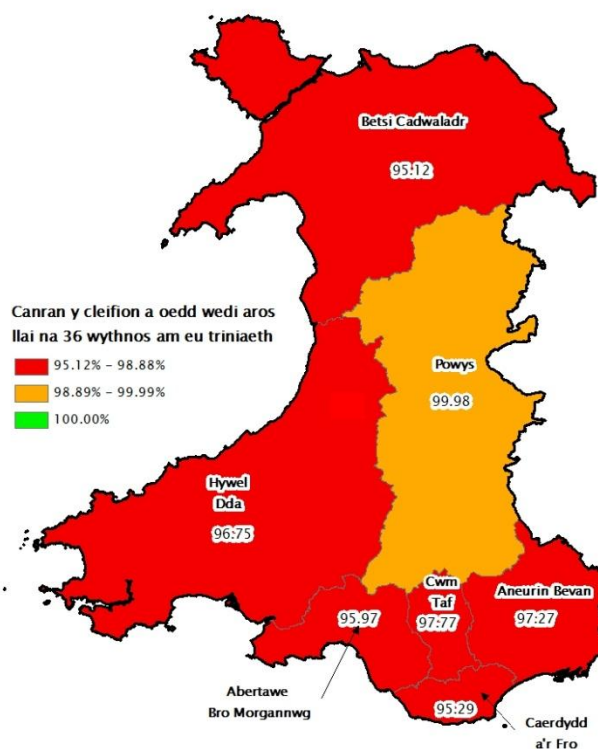 Betsi Cadwaladr
95:12
Canran y cleifion a oedd wedi aros
llai na 36 wythnos am eu triniaeth
95.12% - 98.88%
98.89% - 99.99%
100.00%
Powys
99.98
Hywel
Dda
96:75
Cwm
Taf
97:77
Aneurin Bevan
97:27
95.97
Abertawe
Bro Morgannwg
95:29
Caerdydd
a'r Fro